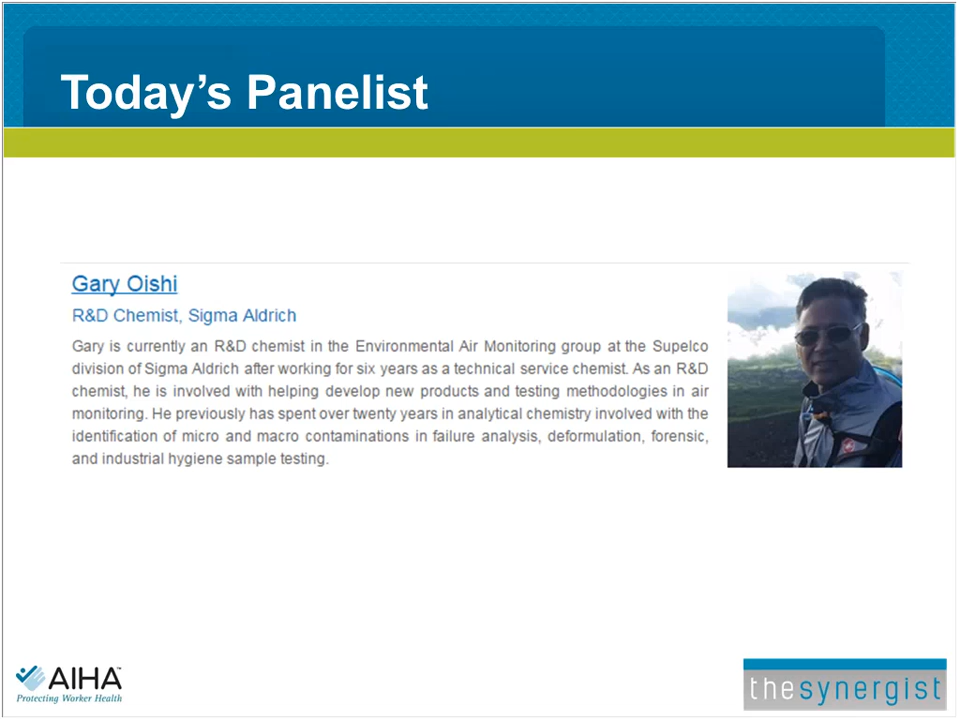 Today’s Panelist
Gary Oishi
R&D Chemist, Sigma Aldrich
Gary is currently an R&D chemist in the Environmental Air Monitoring group at the Supelco
division of Sigma Aldrich after working for six years as a technical service chemist. As an R&D
chemist, he is involved with helping develop new products and testing methodologies in air
monitoring. He previously has spent over twenty years in analytical chemistry involved with the
identification of micro and macro contaminations in failure analysis, deformulation, forensic,
and industrial hygiene sample testing.
AIHA™
Protecting Worker Health
thesynergist